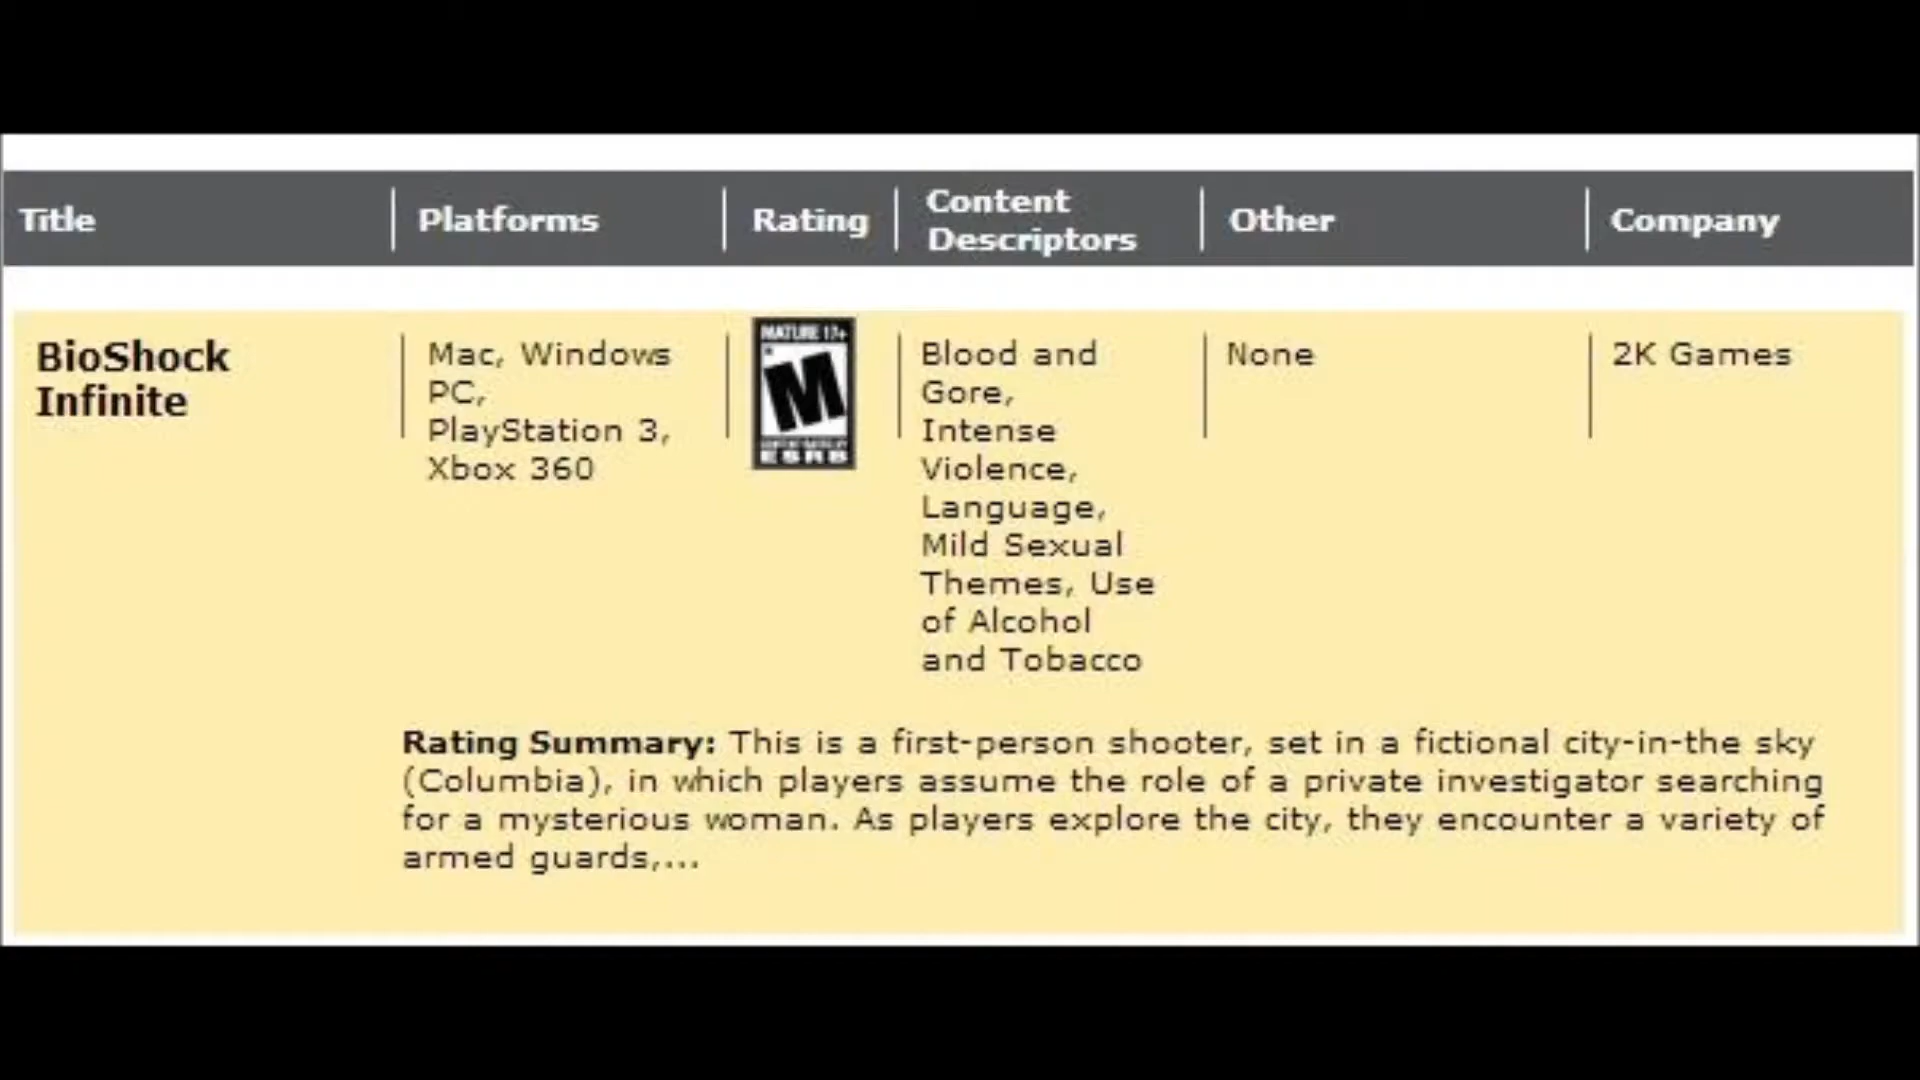 Title
Platforms
Rating
Content
Descriptors
Other
Company
BioShock
Infinite
Mac, Windows
PC,
PlayStation 3,
Xbox 360
MATURE 17+
M
ESRB
Blood and
Gore,
Intense
Violence,
Language,
Mild Sexual
Themes, Use
of Alcohol
and Tobacco
None
2K Games
Rating Summary: This is a first-person shooter, set in a fictional city-in-the sky
(Columbia), in which players assume the role of a private investigator searching
for a mysterious woman. As players explore the city, they encounter a variety of
armed guards,...